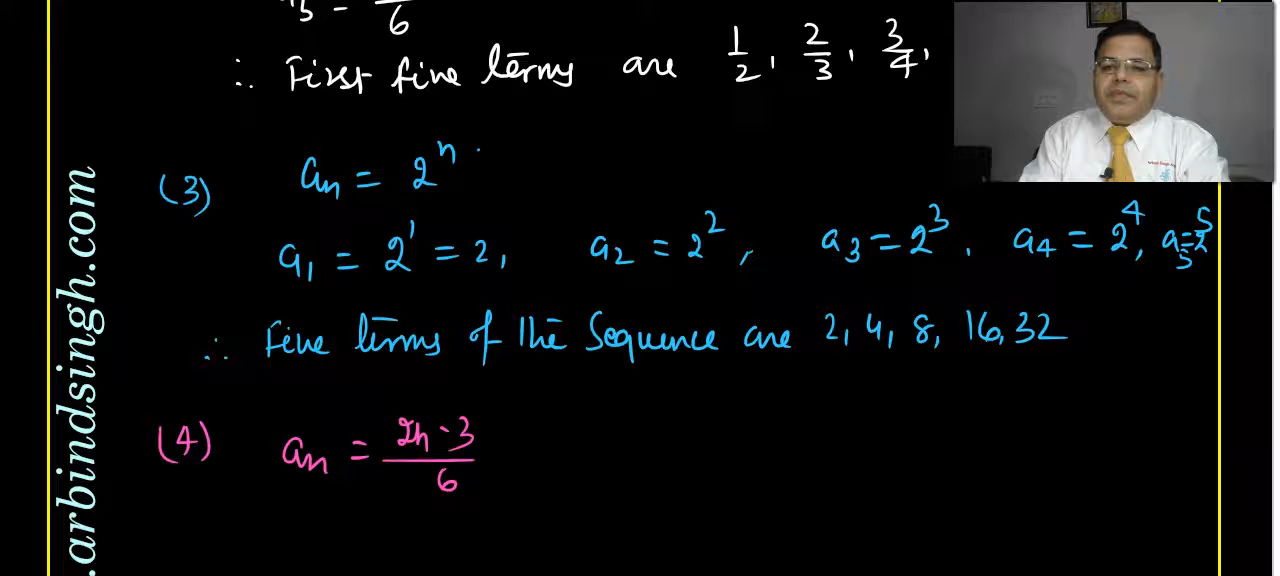 6
∴ First five terms are 1/2, 2/3, 3/4,
(3) aₙ = 2ⁿ
a₁ = 2¹ = 2, a₂ = 2², a₃ = 2³, a₄ = 2⁴, a₅ = 2⁵
∴ Five terms of the Sequence are 2, 4, 8, 16, 32
(4) aₙ = (2n - 3)/6
.arbindsingh.com